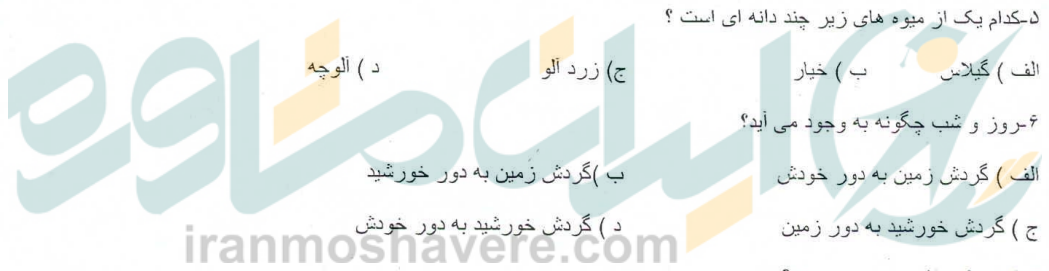 ۵-کدام یک از میوه های زیر چند دانه ای است ؟
الف ) گیلاس ب ) خیار ج) زرد آلو د ) آلوچه
۶-روز و شب چگونه به وجود می آید؟
الف ) گردش زمین به دور خودش ب )گردش زمین به دور خورشید
ج ) گردش خورشید به دور زمین د ) گردش خورشید به دور خودش
ایران مشاوره
iranmoshavere.com